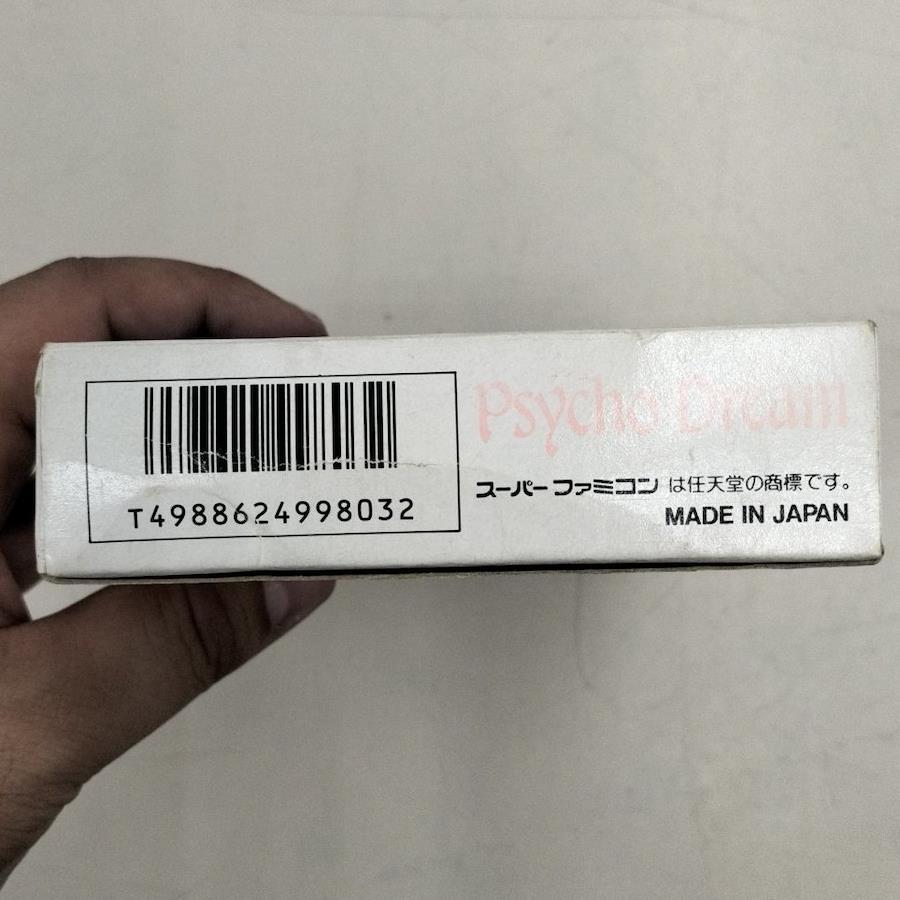 T4988624998032
Psycho Dream
スーパーファミコン は任天堂の商標です。
MADE IN JAPAN